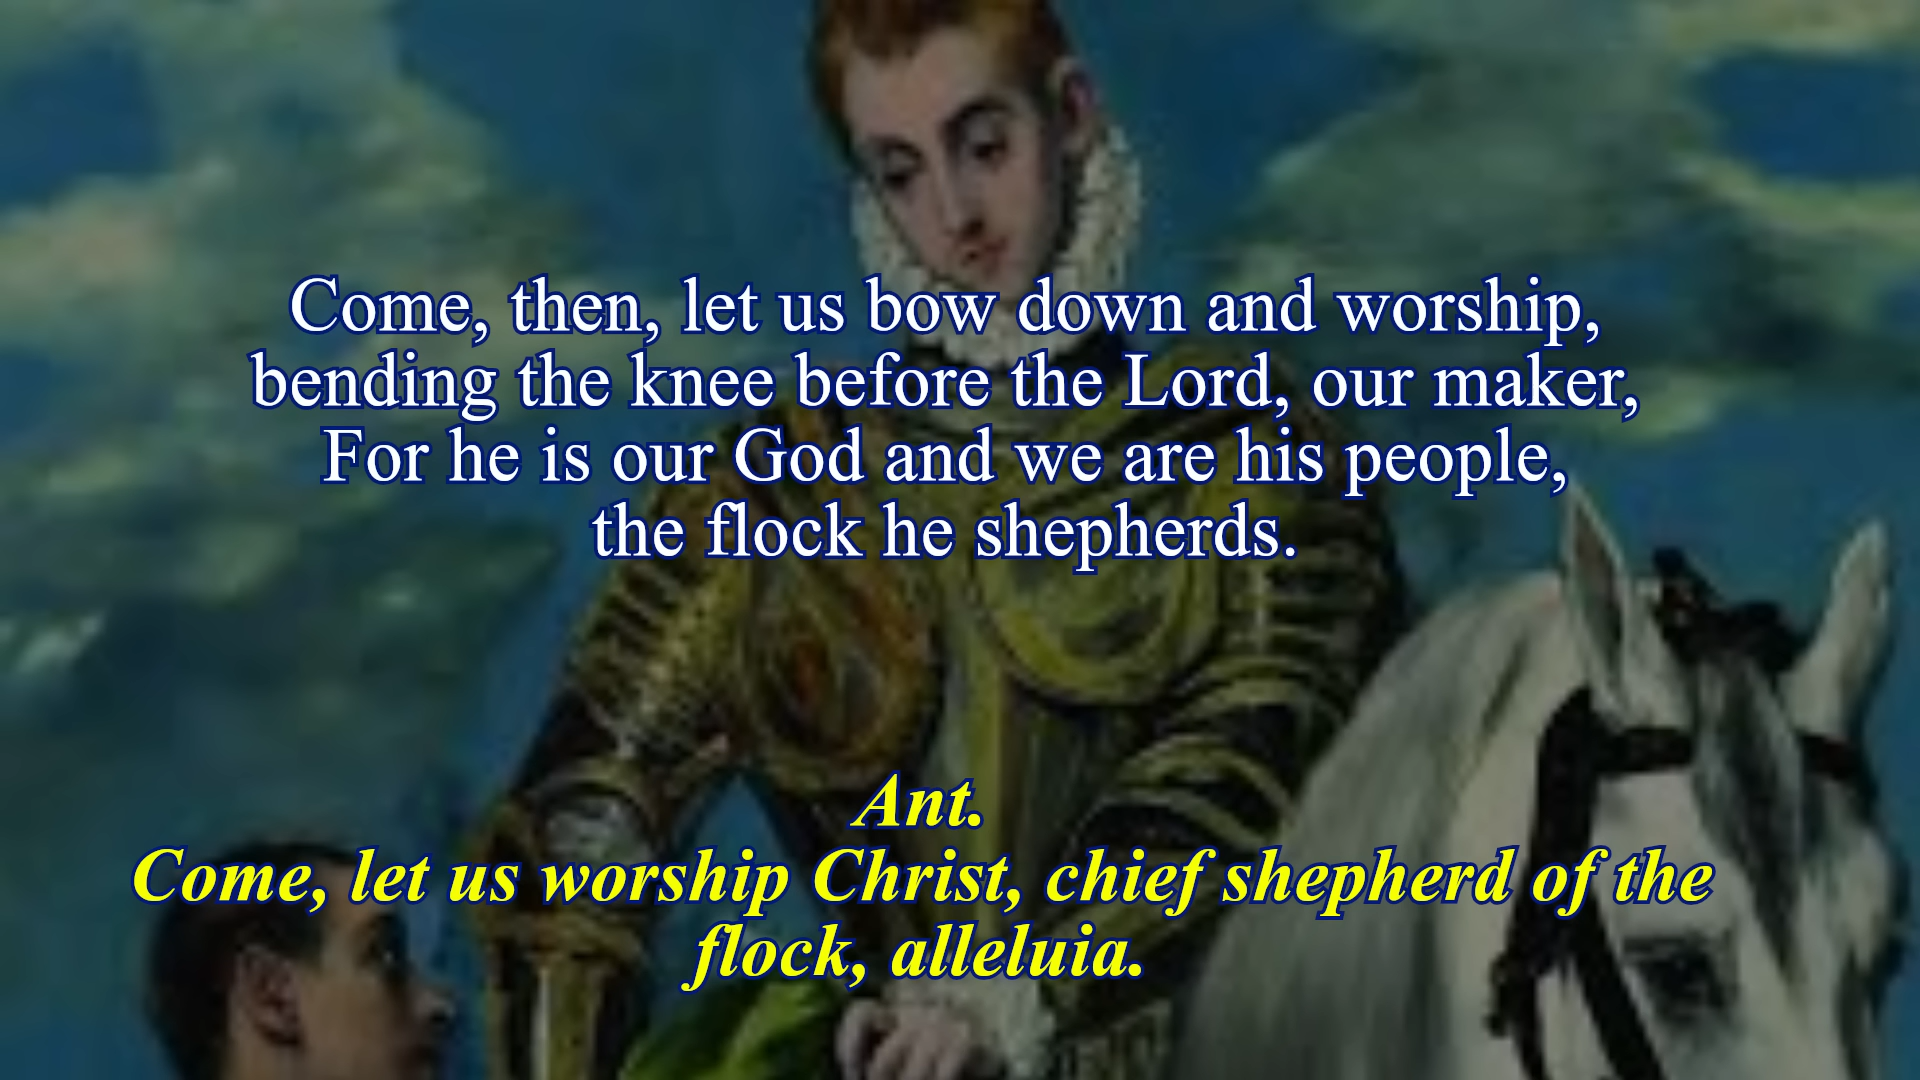 Come, then, let us bow down and worship,
bending the knee before the Lord, our maker,
For he is our God and we are his people,
the flock he shepherds.
Ant.
Come, let us worship Christ, chief shepherd of the
flock, alleluia.